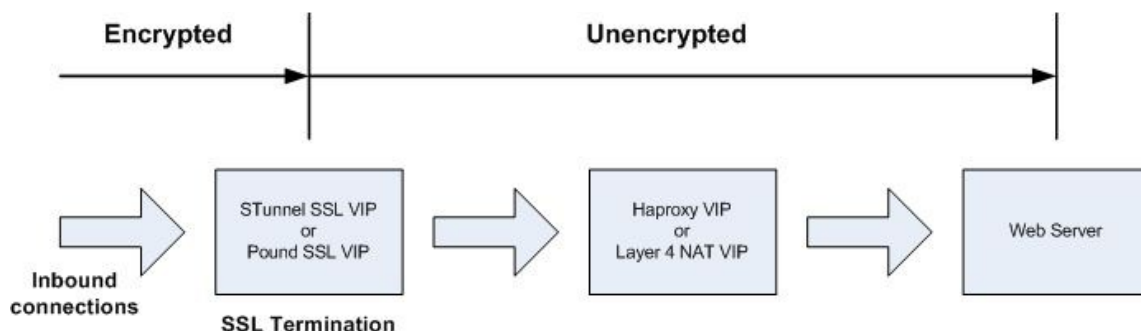 Encrypted
Unencrypted
STunnel SSL VIP
or
Pound SSL VIP
Haproxy VIP
or
Layer 4 NAT VIP
Web Server
Inbound
connections
SSL Termination